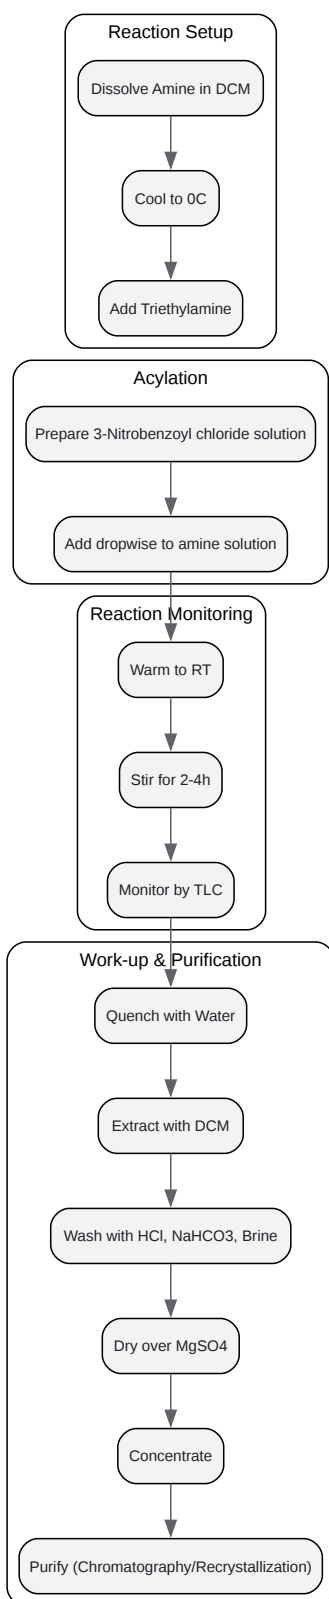 Reaction Setup
Dissolve Amine in DCM
Cool to 0C
Add Triethylamine
Acylation
Prepare 3-Nitrobenzoyl chloride solution
Add dropwise to amine solution
Reaction Monitoring
Warm to RT
Stir for 2-4h
Monitor by TLC
Work-up & Purification
Quench with Water
Extract with DCM
Wash with HCl, NaHCO3, Brine
Dry over MgSO4
Concentrate
Purify (Chromatography/Recrystallization)